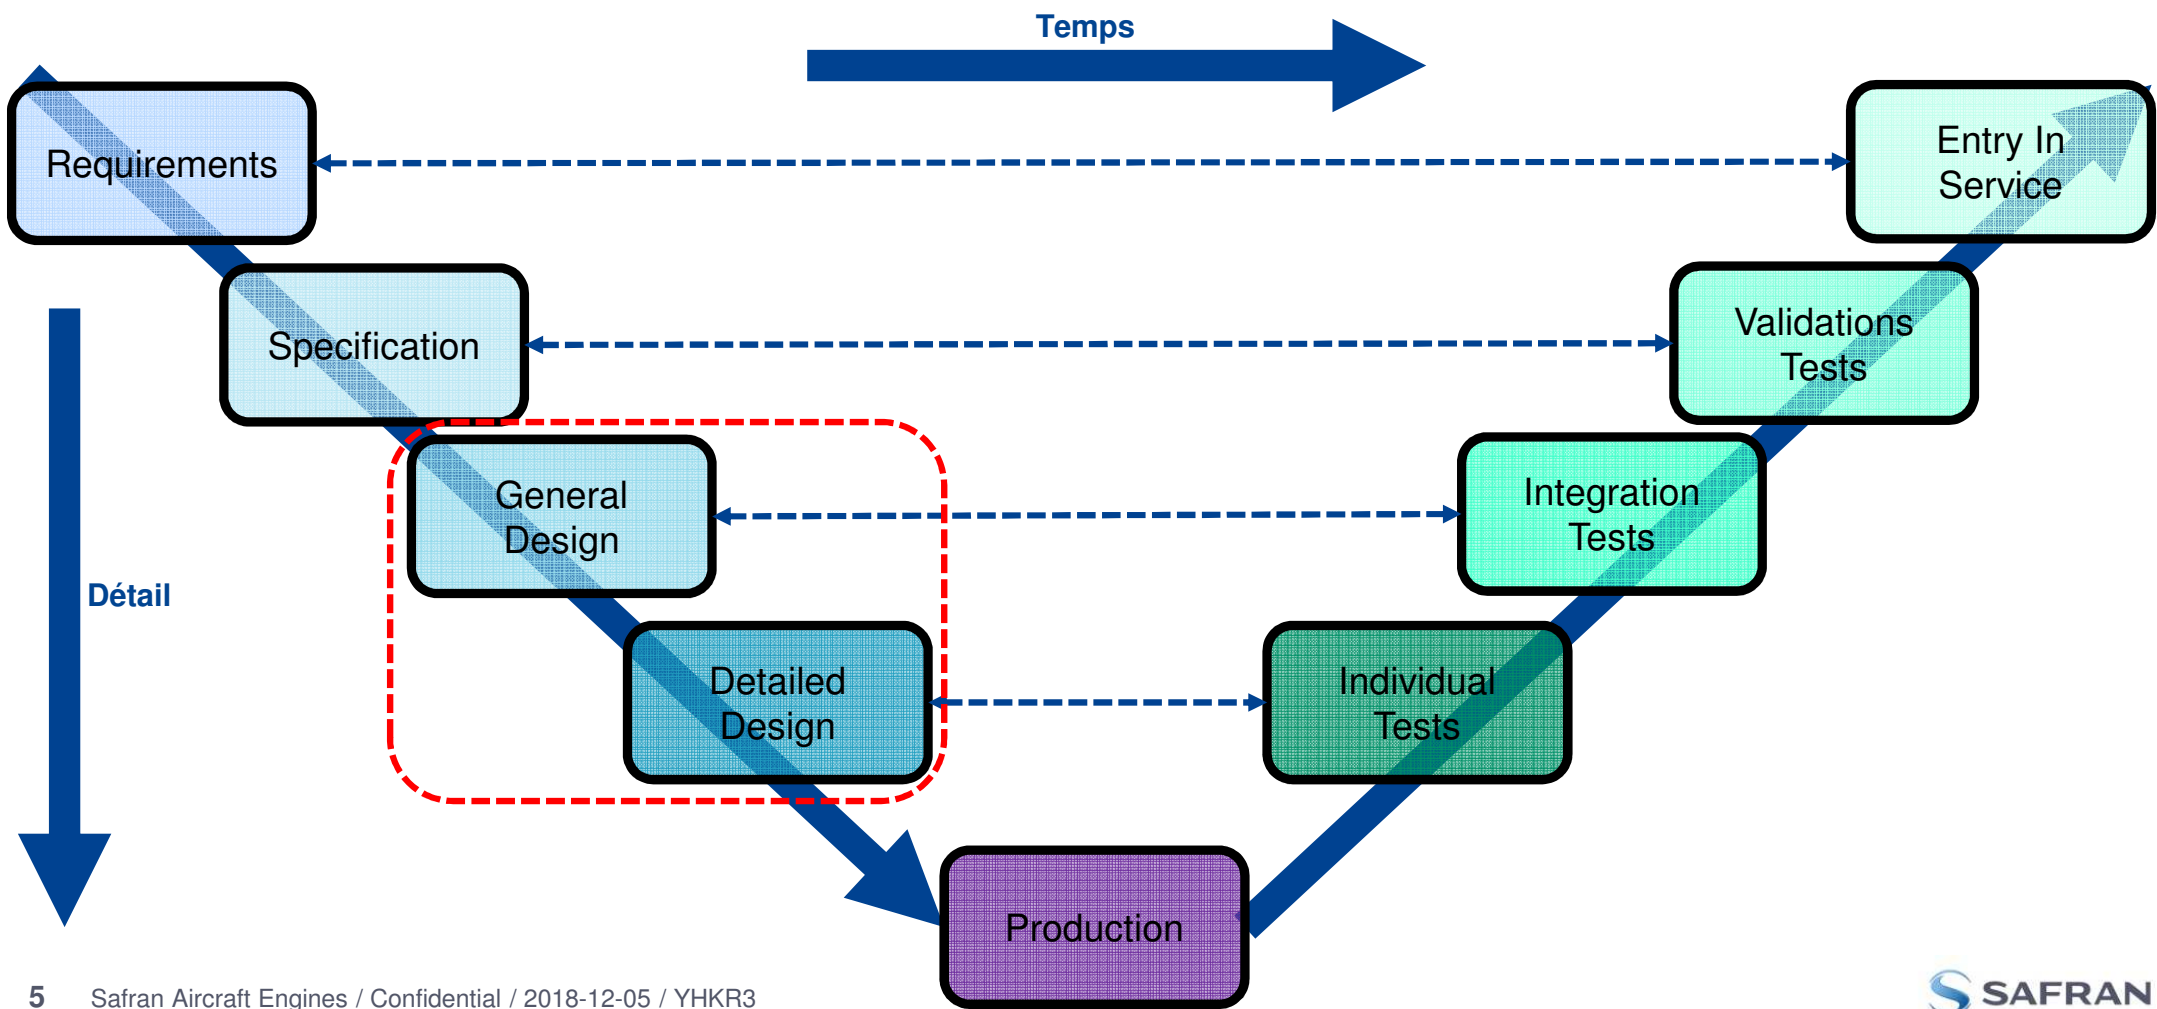 Temps
Requirements
Entry In
Service
Specification
Validations
Tests
General
Design
Integration
Tests
Détail
Detailed
Design
Individual
Tests
Production
5 Safran Aircraft Engines / Confidential / 2018-12-05 / YHKR3
SAFRAN